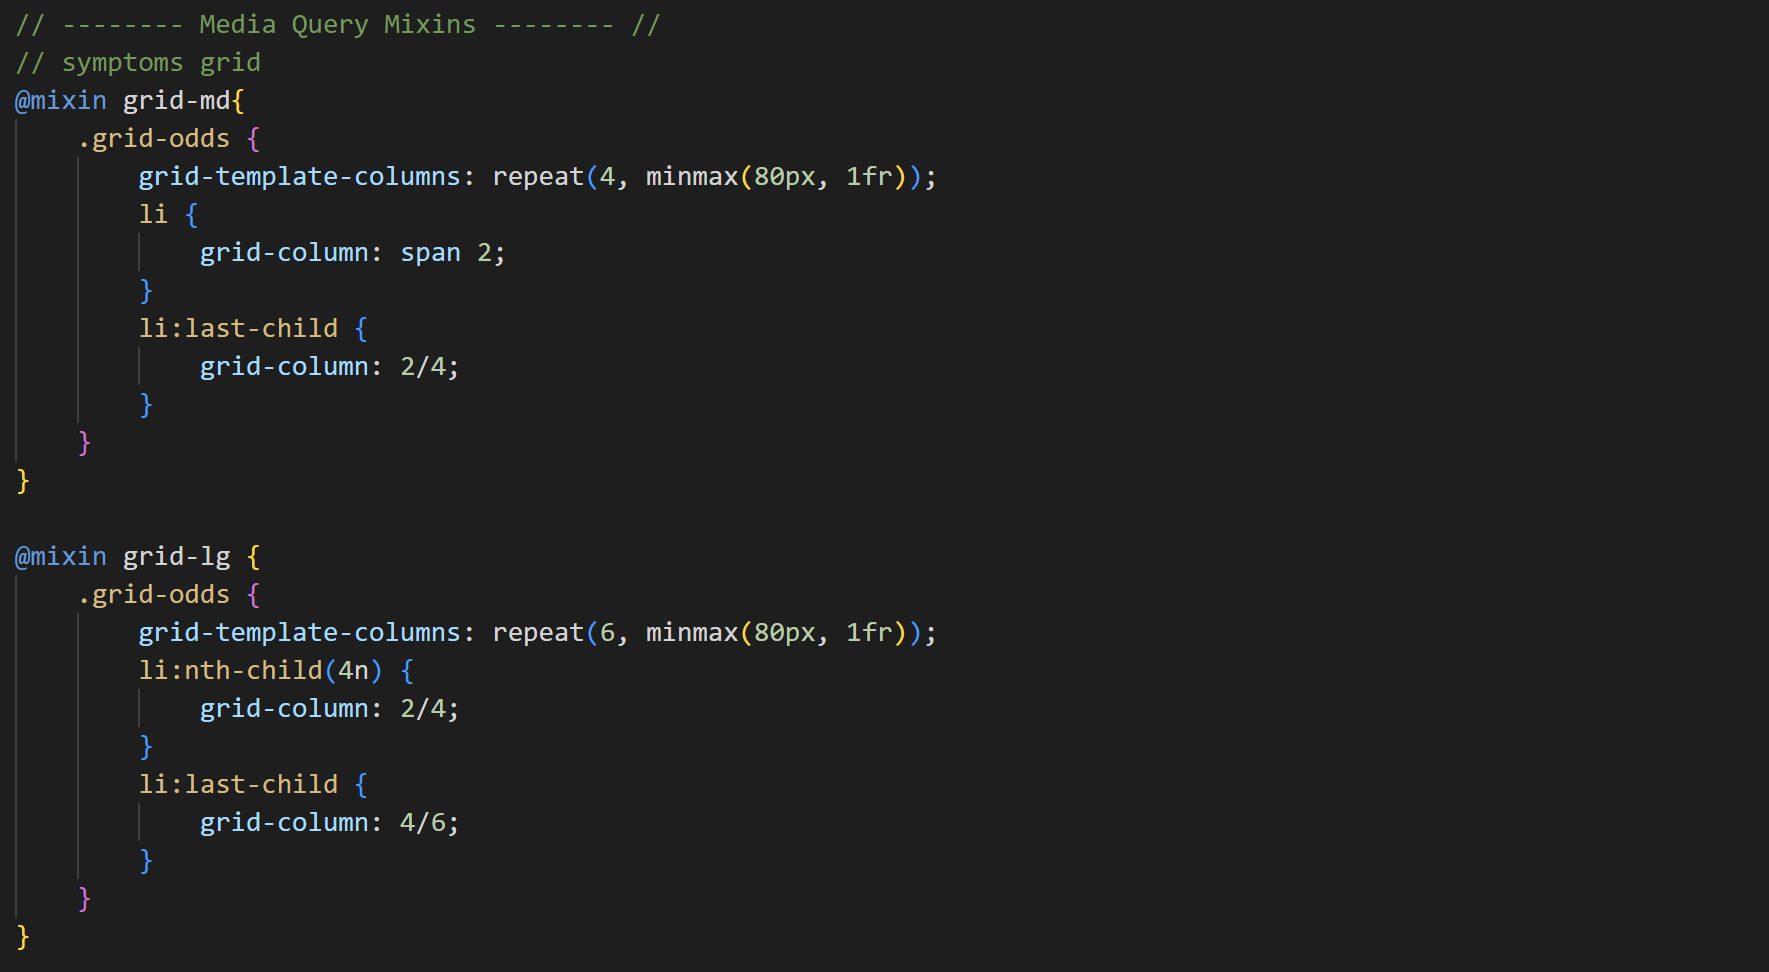 // -------- Media Query Mixins -------- //
// symptoms grid
@mixin grid-md{
    .grid-odds {
        grid-template-columns: repeat(4, minmax(80px, 1fr));
        li {
            grid-column: span 2;
        }
        li:last-child {
            grid-column: 2/4;
        }
    }
}

@mixin grid-lg {
    .grid-odds {
        grid-template-columns: repeat(6, minmax(80px, 1fr));
        li:nth-child(4n) {
            grid-column: 2/4;
        }
        li:last-child {
            grid-column: 4/6;
        }
    }
}